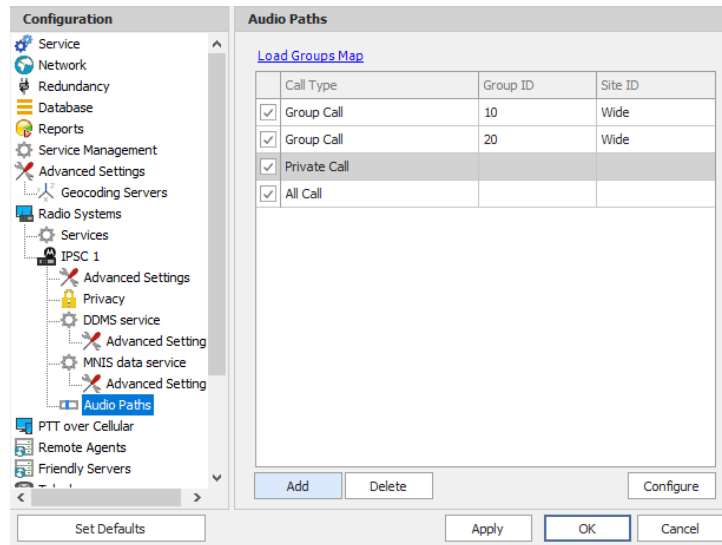 Configuration
Service
Network
Redundancy
Database
Reports
Service Management
Advanced Settings
Geocoding Servers
Radio Systems
Services
IPSC 1
Advanced Settings
Privacy
DDMS service
Advanced Setting
MNIS data service
Advanced Setting
Audio Paths
PTT over Cellular
Remote Agents
Friendly Servers
Set Defaults
Audio Paths
Load Groups Map
Call Type Group ID Site ID
Group Call 10 Wide
Group Call 20 Wide
Private Call
All Call
Add Delete Configure
Apply OK Cancel